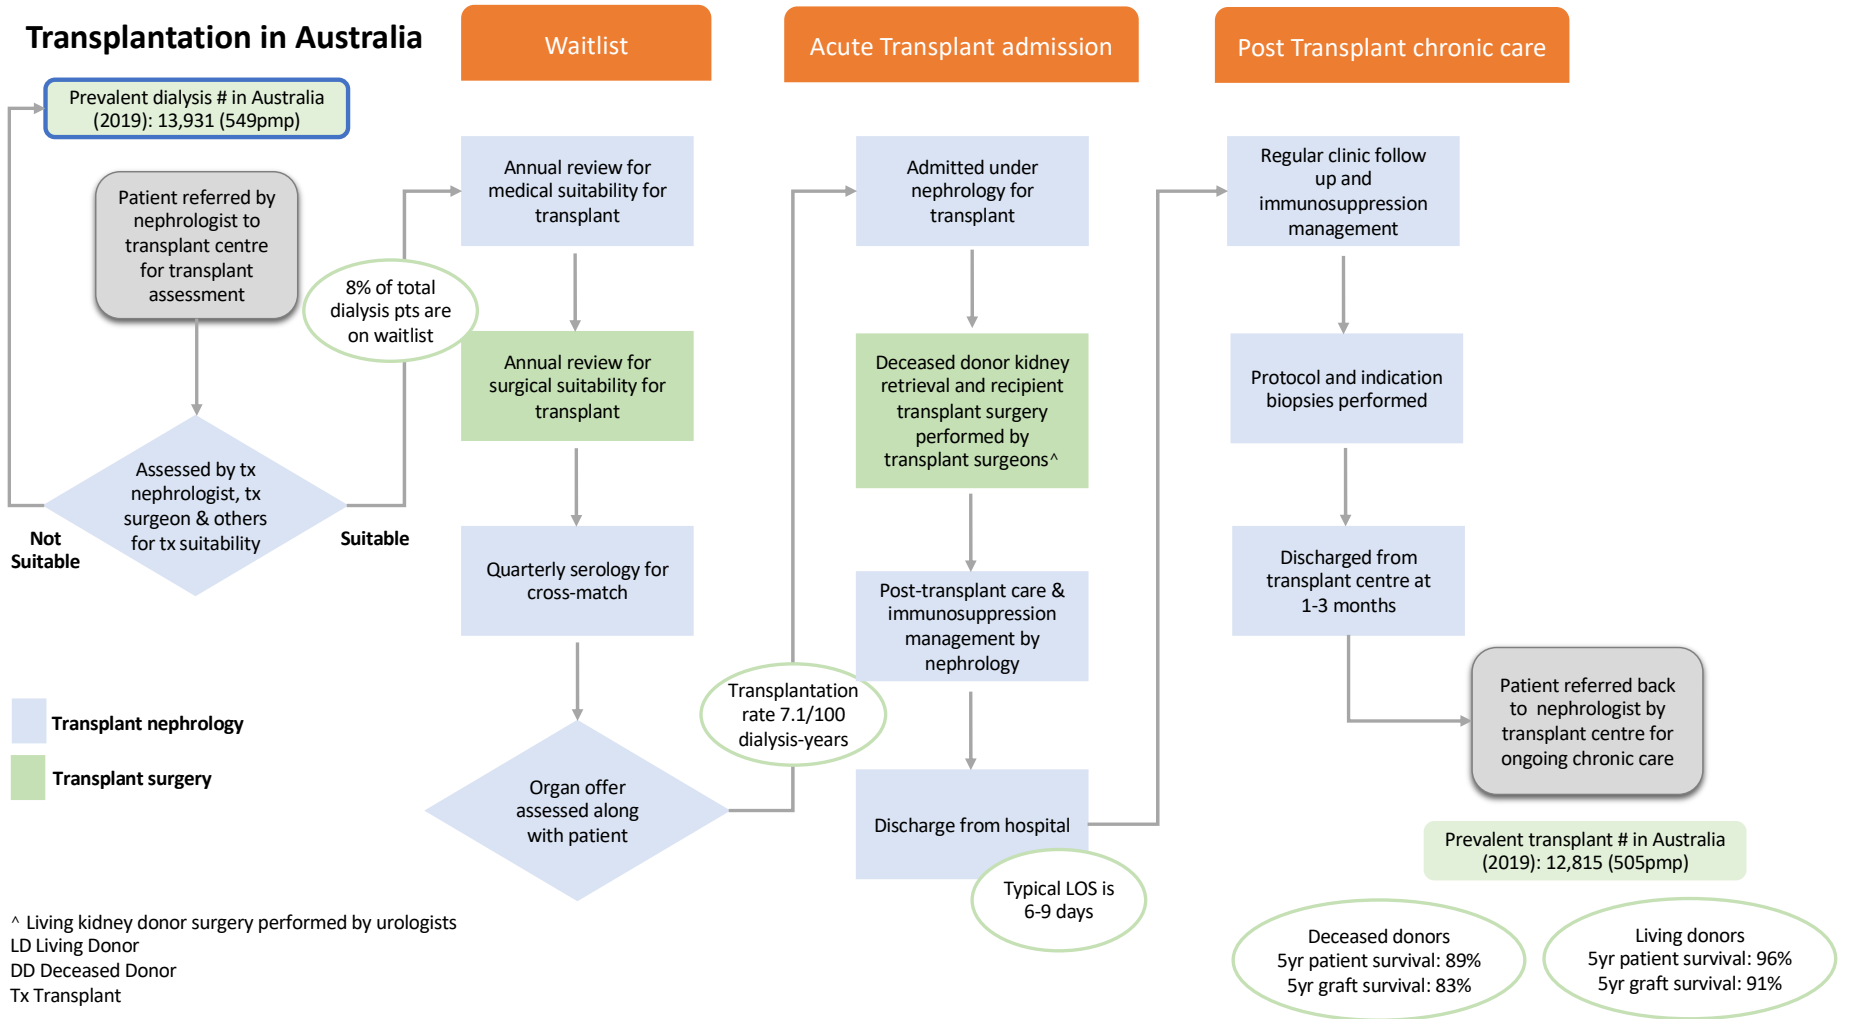 Transplantation in Australia
Waitlist
Acute Transplant admission
Post Transplant chronic care
Prevalent dialysis # in Australia
(2019): 13,931 (549pmp)
Patient referred by
nephrologist to
transplant centre
for transplant
assessment
Assessed by tx
nephrologist, tx
surgeon & others
for tx suitability
Not
Suitable
Suitable
8% of total
dialysis pts are
on waitlist
Annual review for
medical suitability for
transplant
Annual review for
surgical suitability for
transplant
Quarterly serology for
cross-match
Organ offer
assessed along
with patient
Transplantation
rate 7.1/100
dialysis-years
Admitted under
nephrology for
transplant
Deceased donor kidney
retrieval and recipient
transplant surgery
performed by
transplant surgeons^
Post-transplant care &
immunosuppression
management by
nephrology
Discharge from hospital
Typical LOS is
6-9 days
Regular clinic follow
up and
immunosuppression
management
Protocol and indication
biopsies performed
Discharged from
transplant centre at
1-3 months
Patient referred back
to nephrologist by
transplant centre for
ongoing chronic care
Prevalent transplant # in Australia
(2019): 12,815 (505pmp)
Deceased donors
5yr patient survival: 89%
5yr graft survival: 83%
Living donors
5yr patient survival: 96%
5yr graft survival: 91%
Transplant nephrology
Transplant surgery
^ Living kidney donor surgery performed by urologists
LD Living Donor
DD Deceased Donor
Tx Transplant